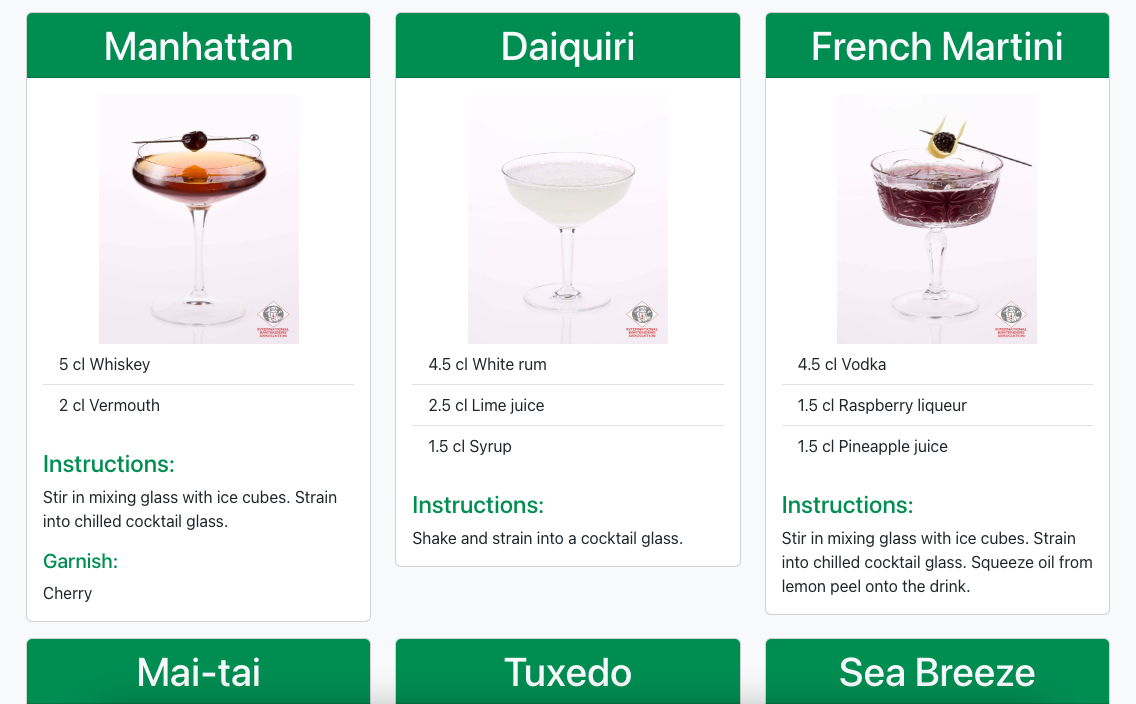 Manhattan
INTERNATIONAL
BARTENDERS
ASSOCIATION
5 cl Whiskey
2 cl Vermouth
Instructions:
Stir in mixing glass with ice cubes. Strain
into chilled cocktail glass.
Garnish:
Cherry
Daiquiri
INTERNATIONAL
BARTENDERS
ASSOCIATION
4.5 cl White rum
2.5 cl Lime juice
1.5 cl Syrup
Instructions:
Shake and strain into a cocktail glass.
French Martini
INTERNATIONAL
BARTENDERS
ASSOCIATION
4.5 cl Vodka
1.5 cl Raspberry liqueur
1.5 cl Pineapple juice
Instructions:
Stir in mixing glass with ice cubes. Strain
into chilled cocktail glass. Squeeze oil from
lemon peel onto the drink.
Mai-tai
Tuxedo
Sea Breeze